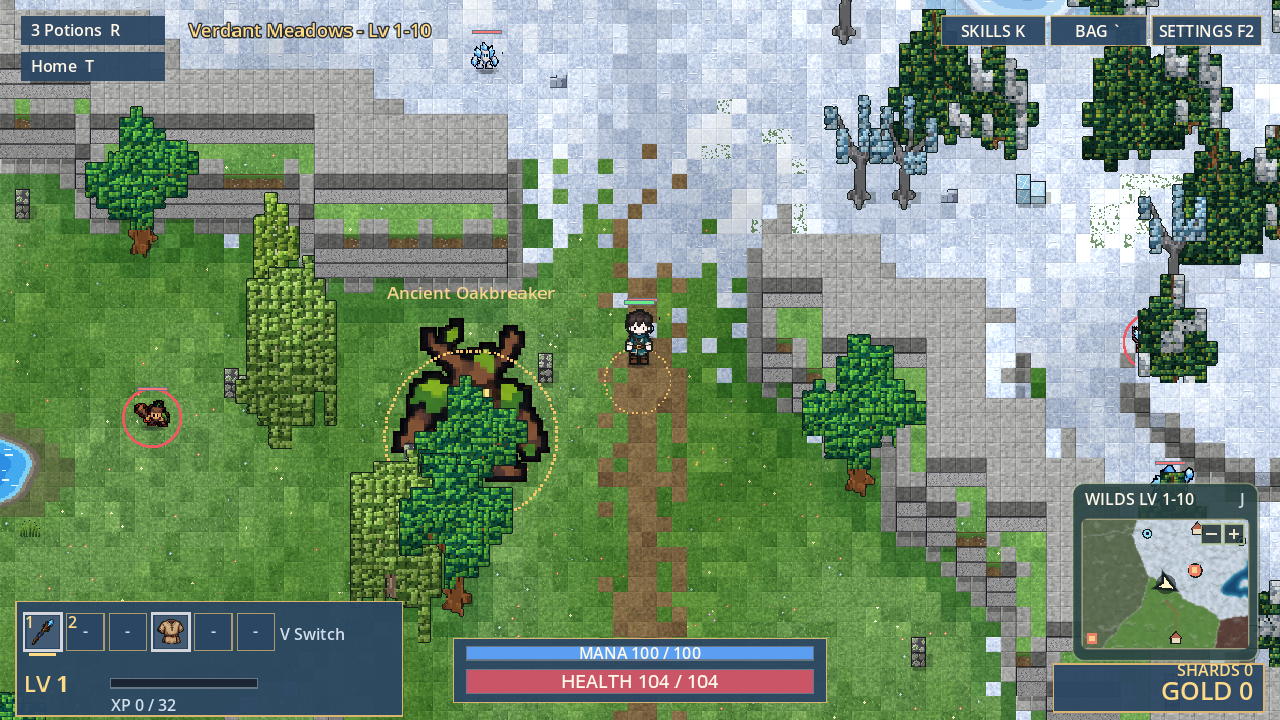 3 Potions R
Home T
Verdant Meadows - Lv 1-10
SKILLS K
BAG `
SETTINGS F2
Ancient Oakbreaker
WILDS LV 1-10
J
− +
1
2
-
-
-
-
V Switch
LV 1
XP 0 / 32
MANA 100 / 100
HEALTH 104 / 104
SHARDS 0
GOLD 0